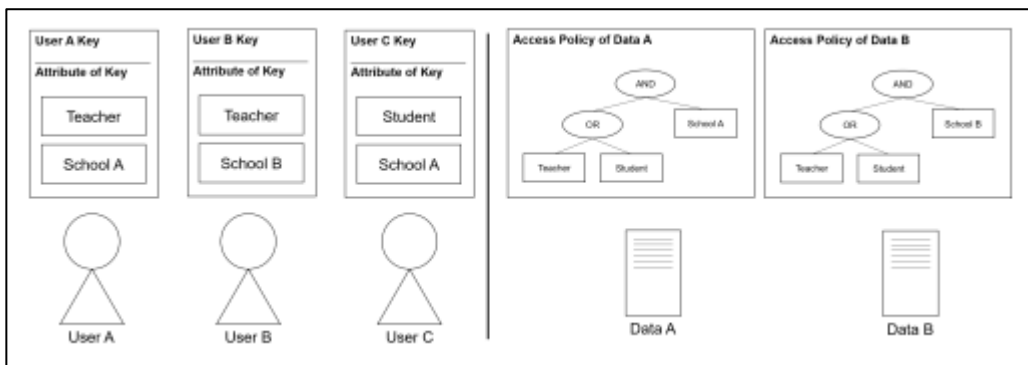 User A Key
Attribute of Key
Teacher
School A
User A
User B Key
Attribute of Key
Teacher
School B
User B
User C Key
Attribute of Key
Student
School A
User C
Access Policy of Data A
AND
OR
School A
Teacher
Student
Data A
Access Policy of Data B
AND
OR
School B
Teacher
Student
Data B